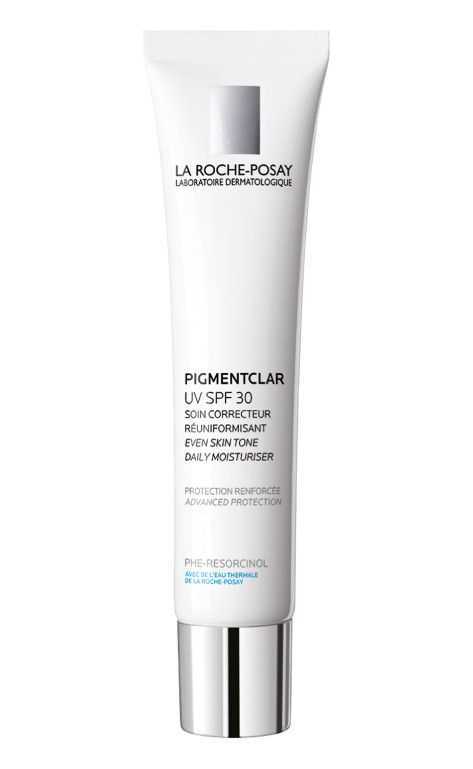 LA ROCHE-POSAY
LABORATOIRE DERMATOLOGIQUE
PIGMENTCLAR
UV SPF 30
SOIN CORRECTEUR
RÉUNIFORMISANT
EVEN SKIN TONE
DAILY MOISTURISER
PROTECTION RENFORCÉE
ADVANCED PROTECTION
PHE-RESORCINOL
AVEC DE L'EAU THERMALE
DE LA ROCHE-POSAY